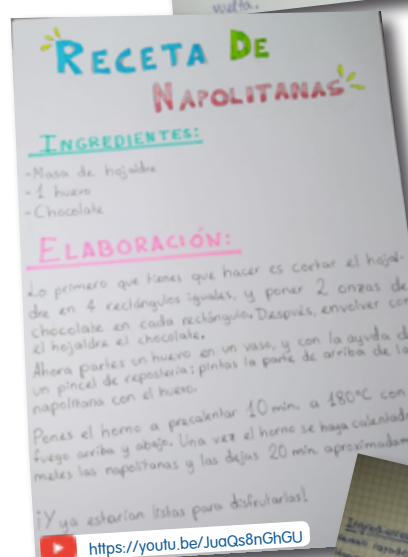 vuelta.
RECETA DE
NAPOLITANAS
INGREDIENTES:
-Masa de hojaldre
-1 huevo
-Chocolate
ELABORACIÓN:
Lo primero que tienes que hacer es cortar el hojal-
dre en 4 rectángulos iguales, y poner 2 onzas de
chocolate en cada rectángulo. Después, envolver con
el hojaldre el chocolate.
Ahora partes un huevo en un vaso, y con la ayuda de
un pincel de repostería; pintas la parte de arriba de la
napolitana con el huevo.
Pones el horno a precalentar 10 min. a 180°C con
fuego arriba y abajo. Una vez el horno se haya calentado
metes las napolitanas y las dejas 20 min. aproximadam
¡Y ya estarían listas para disfrutarlas!
https://youtu.be/JuaQs8nGhGU
Ingredientes